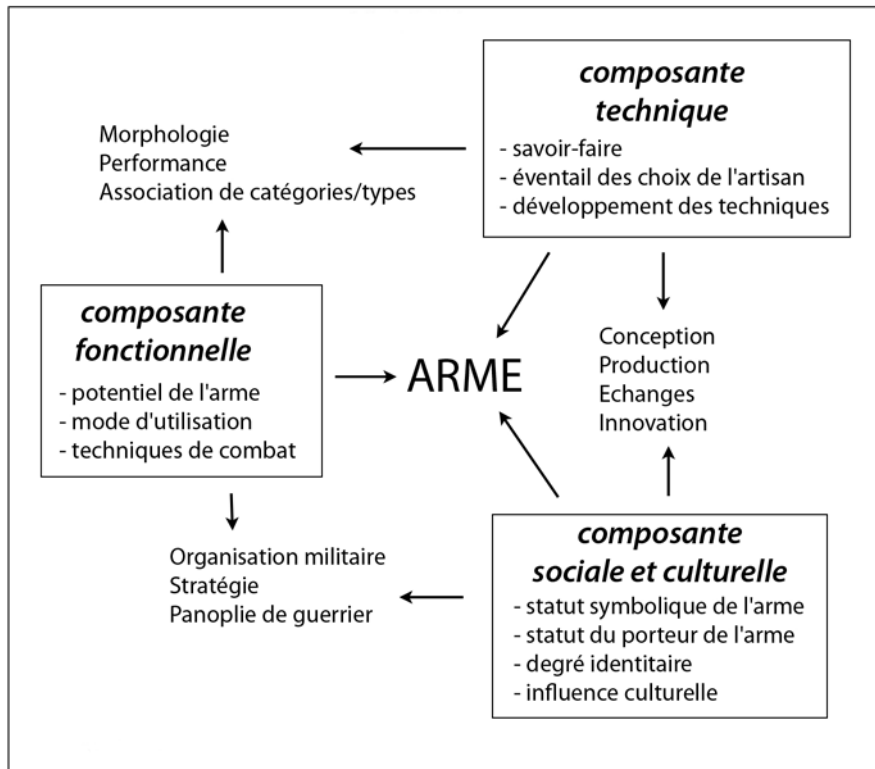 composante
technique
- savoir-faire
- éventail des choix de l'artisan
- développement des techniques
Morphologie
Performance
Association de catégories/types
composante
fonctionnelle
- potentiel de l'arme
- mode d'utilisation
- techniques de combat
ARME
Conception
Production
Echanges
Innovation
Organisation militaire
Stratégie
Panoplie de guerrier
composante
sociale et culturelle
- statut symbolique de l'arme
- statut du porteur de l'arme
- degré identitaire
- influence culturelle